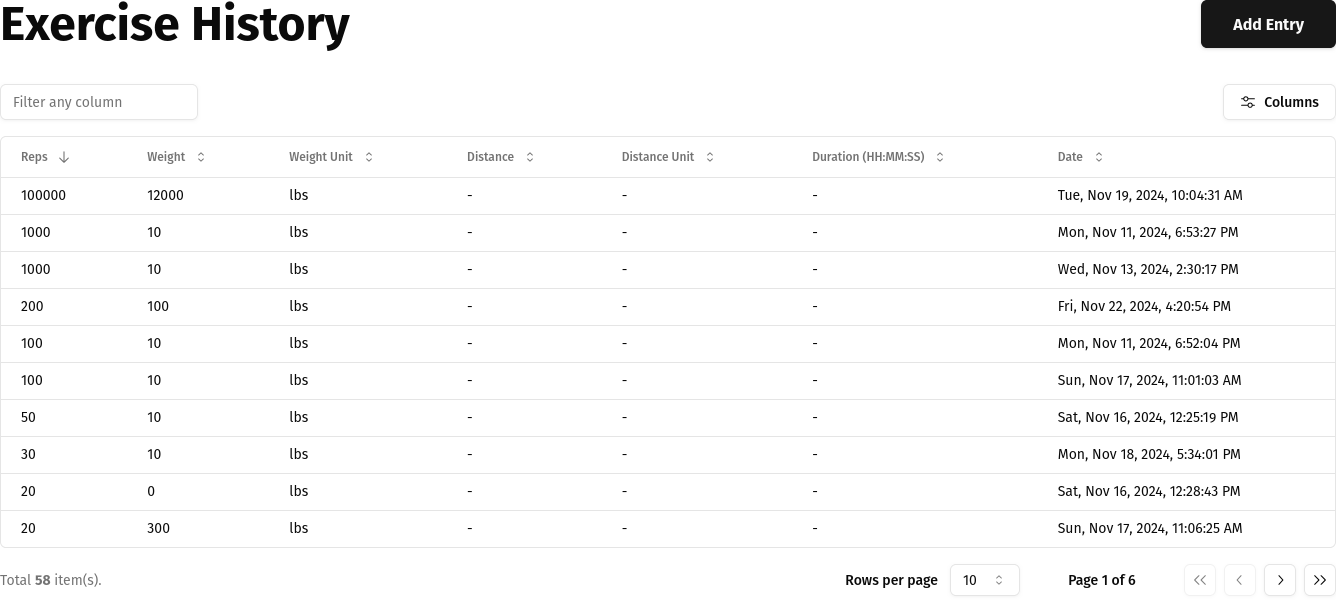 Exercise History
Add Entry
Filter any column
Columns
Reps Weight Weight Unit Distance Distance Unit Duration (HH:MM:SS) Date
100000 12000 lbs - - - Tue, Nov 19, 2024, 10:04:31 AM
1000 10 lbs - - - Mon, Nov 11, 2024, 6:53:27 PM
1000 10 lbs - - - Wed, Nov 13, 2024, 2:30:17 PM
200 100 lbs - - - Fri, Nov 22, 2024, 4:20:54 PM
100 10 lbs - - - Mon, Nov 11, 2024, 6:52:04 PM
100 10 lbs - - - Sun, Nov 17, 2024, 11:01:03 AM
50 10 lbs - - - Sat, Nov 16, 2024, 12:25:19 PM
30 10 lbs - - - Mon, Nov 18, 2024, 5:34:01 PM
20 0 lbs - - - Sat, Nov 16, 2024, 12:28:43 PM
20 300 lbs - - - Sun, Nov 17, 2024, 11:06:25 AM
Total 58 item(s). Rows per page 10 Page 1 of 6